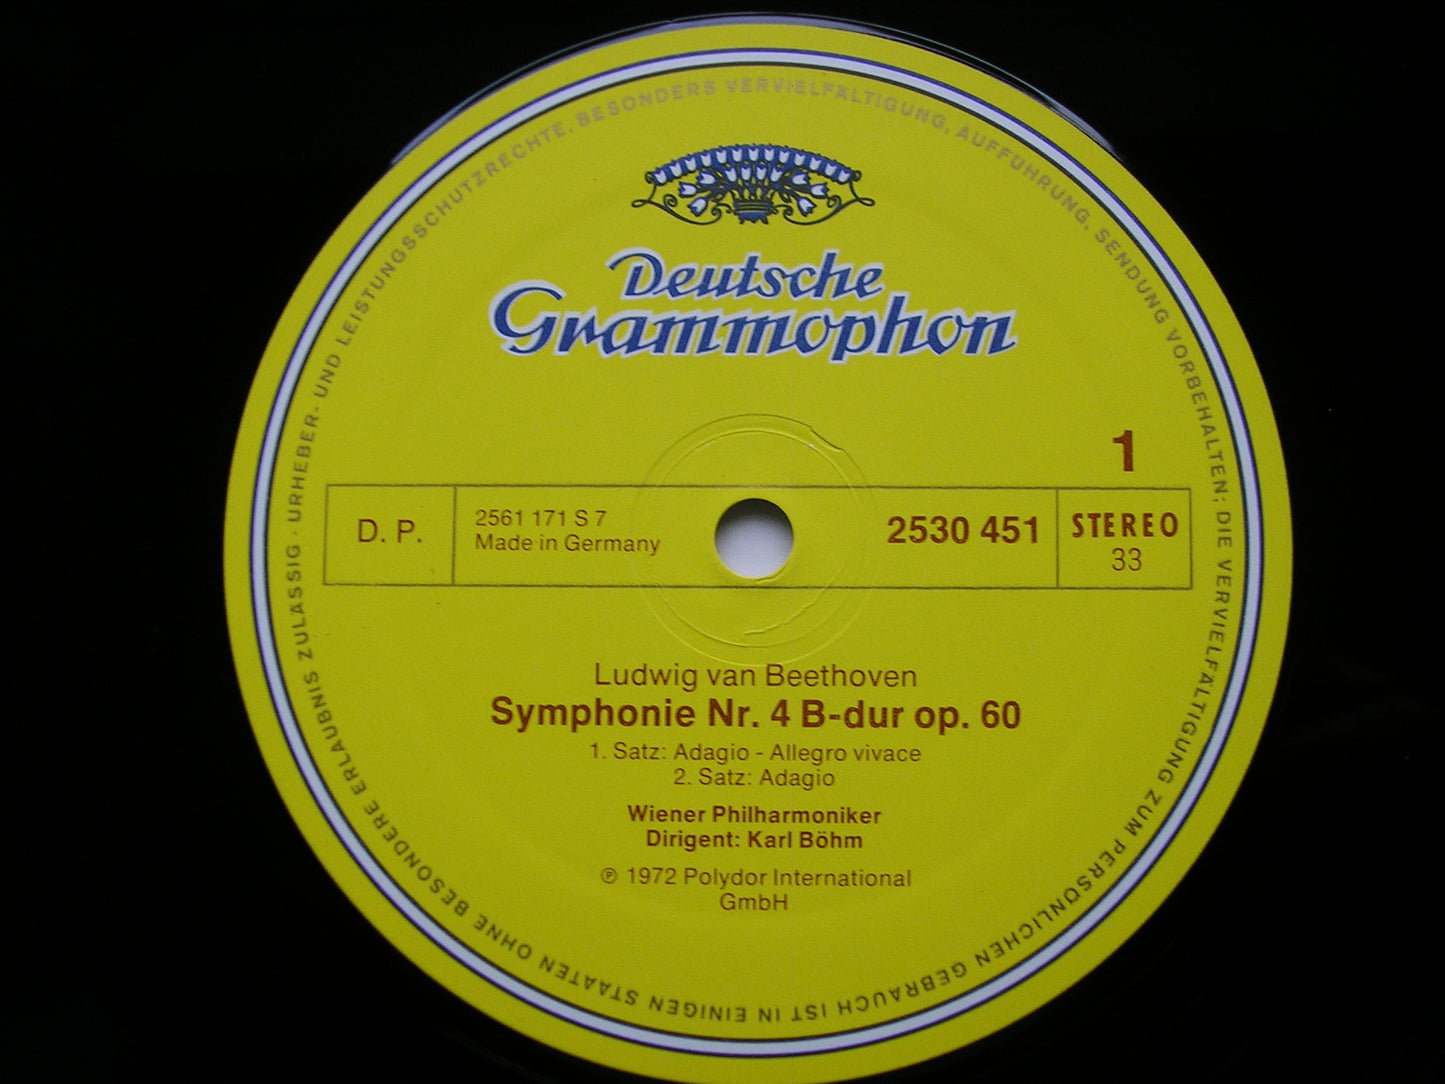 Deutsche
Grammophon
1
D. P.
2561 171 S 7
Made in Germany
2530 451
STEREO
33
Ludwig van Beethoven
Symphonie Nr. 4 B-dur op. 60
1. Satz: Adagio - Allegro vivace
2. Satz: Adagio
Wiener Philharmoniker
Dirigent: Karl Böhm
℗ 1972 Polydor International
GmbH
· URHEBER- UND LEISTUNGSSCHUTZRECHTE, BESONDERS VERVIELFÄLTIGUNG, AUFFÜHRUNG, SENDUNG VORBEHALTEN; DIE VERVIELFÄLTIGUNG ZUM PERSÖNLICHEN GEBRAUCH IST IN EINIGEN STAATEN OHNE BESONDERE ERLAUBNIS ZULÄSSIG